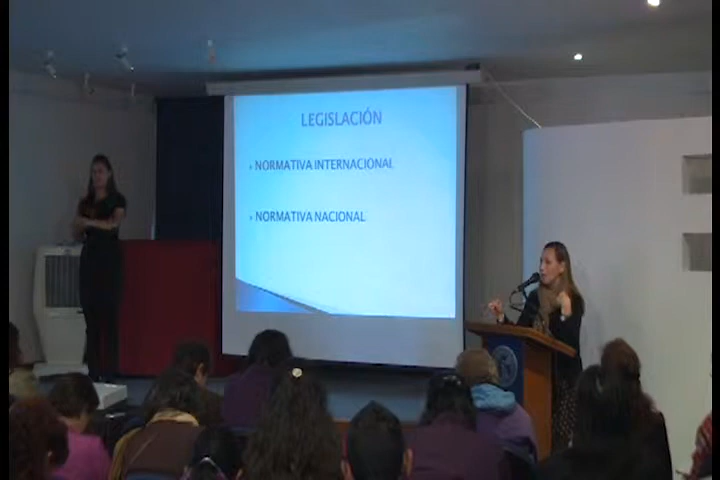 LEGISLACIÓN
› NORMATIVA INTERNACIONAL
› NORMATIVA NACIONAL